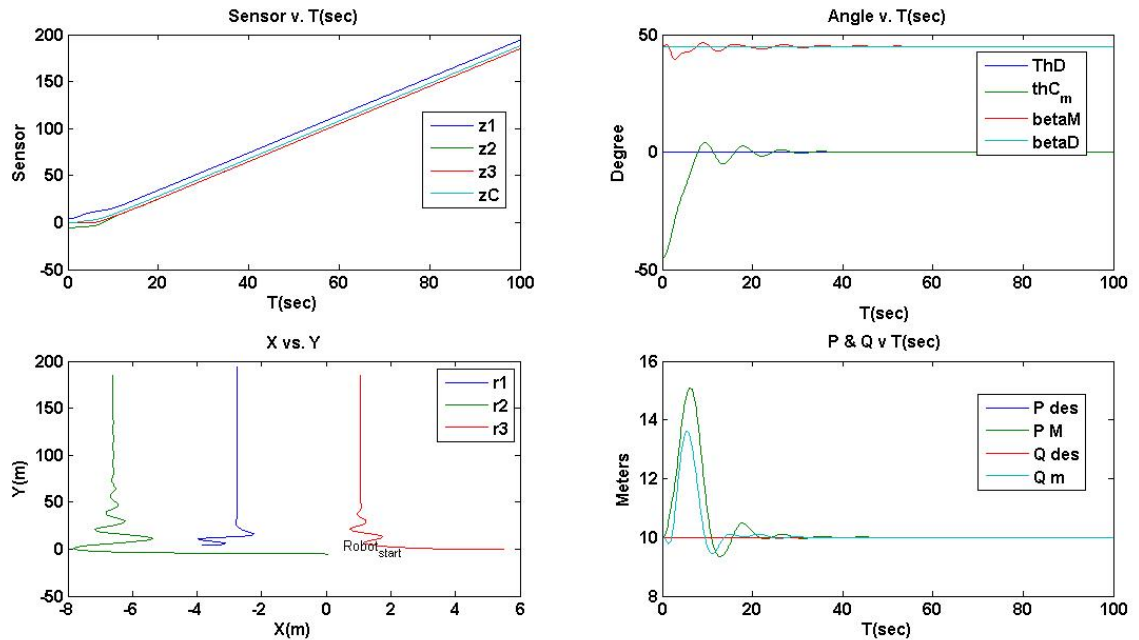 Sensor v. T(sec)
200
150
100
50
0
-50
Sensor
z1
z2
z3
zC
0
20
40
60
80
100
T(sec)
Angle v. T(sec)
50
0
-50
Degree
ThD
thC_m
betaM
betaD
0
20
40
60
80
100
T(sec)
X vs. Y
200
150
100
50
0
-50
Y(m)
r1
r2
r3
Robot_start
-8
-6
-4
-2
0
2
4
6
X(m)
P & Q v T(sec)
16
14
12
10
8
Meters
P des
P M
Q des
Q m
0
20
40
60
80
100
T(sec)